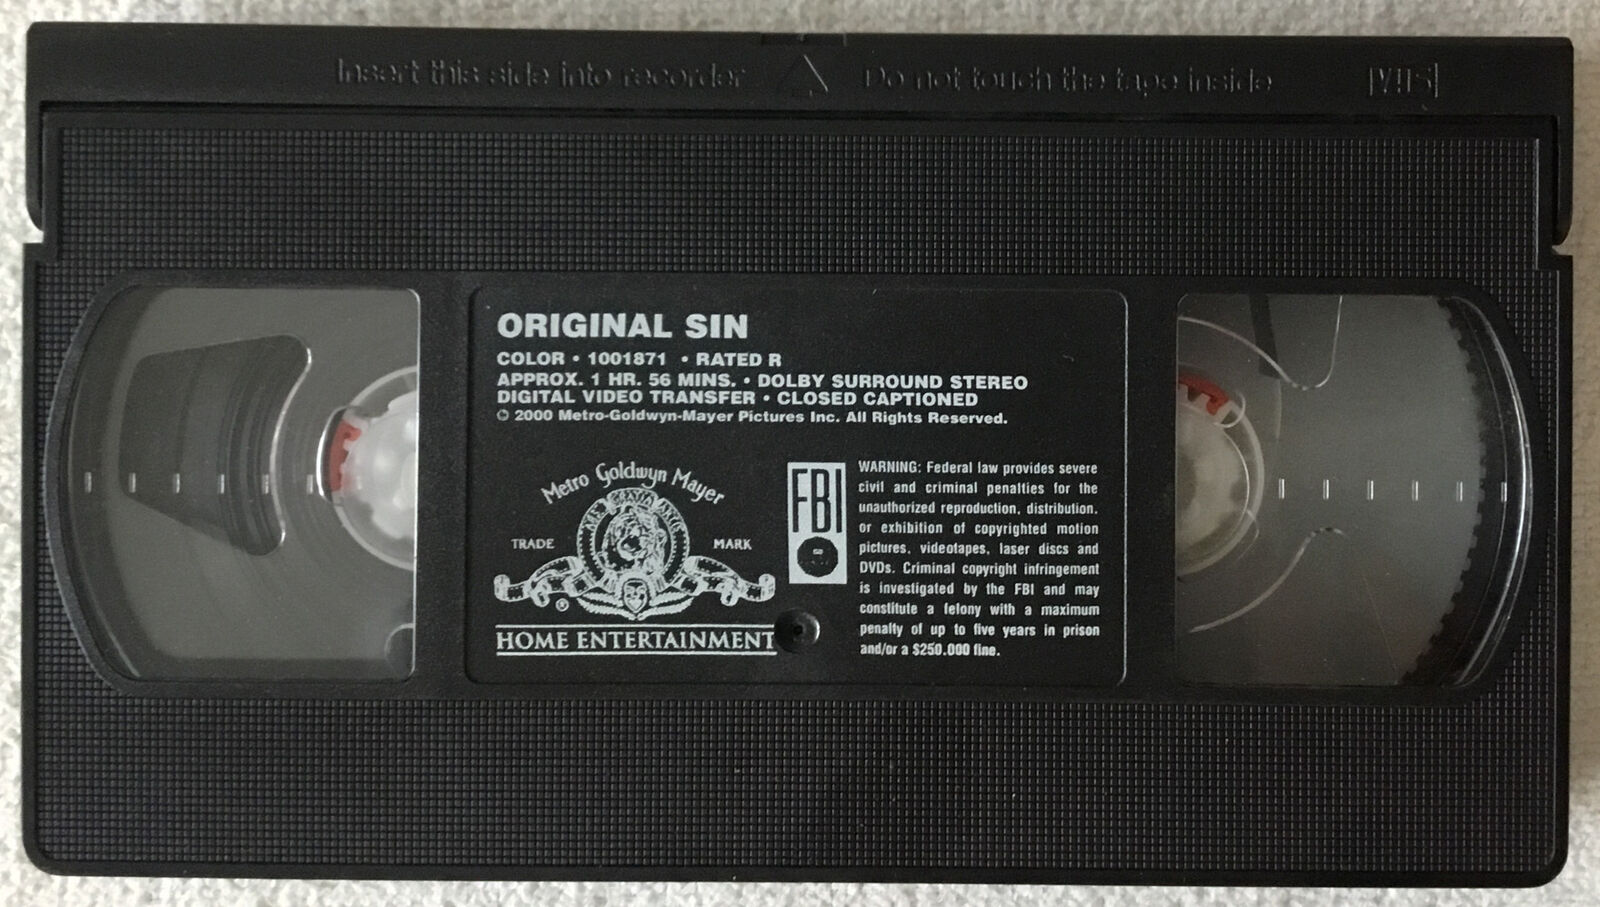 Insert this side into recorder
Do not touch the tape inside
VHS
ORIGINAL SIN
COLOR • 1001871 • RATED R
APPROX. 1 HR. 56 MINS. • DOLBY SURROUND STEREO
DIGITAL VIDEO TRANSFER • CLOSED CAPTIONED
© 2000 Metro-Goldwyn-Mayer Pictures Inc. All Rights Reserved.
Metro Goldwyn Mayer
ARS GRATIA ARTIS
TRADE MARK
®
HOME ENTERTAINMENT
FBI
WARNING: Federal law provides severe
civil and criminal penalties for the
unauthorized reproduction, distribution,
or exhibition of copyrighted motion
pictures, videotapes, laser discs and
DVDs. Criminal copyright infringement
is investigated by the FBI and may
constitute a felony with a maximum
penalty of up to five years in prison
and/or a $250.000 fine.